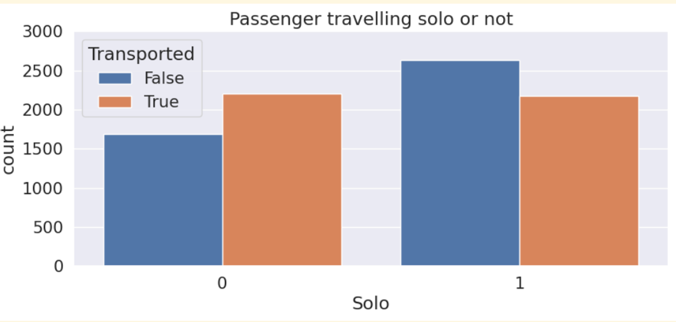 Passenger travelling solo or not
3000
2500
2000
1500
1000
500
0
count
Transported
False
True
0 1
Solo